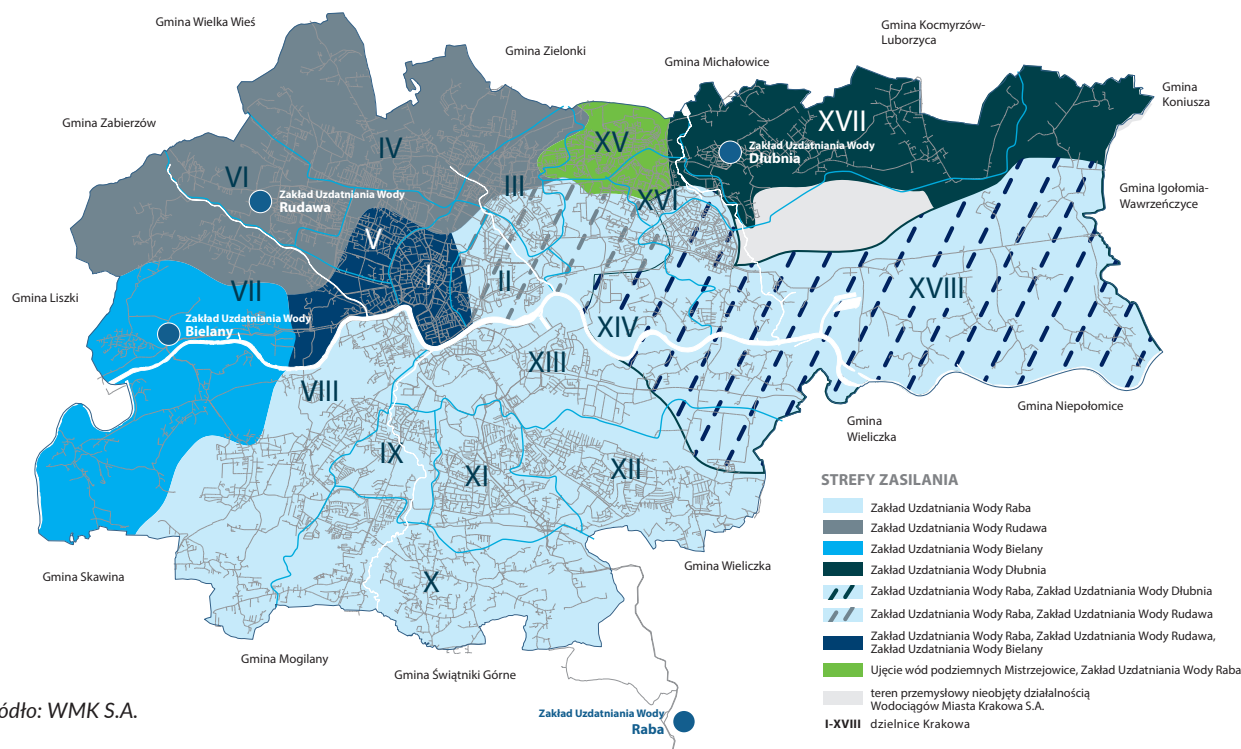 Gmina Wielka Wieś
Gmina Zielonki
Gmina Kocmyrzów-
Luborzyca
Gmina Michałowice
Gmina
Koniusza
Gmina Zabierzów
XV
XVII
IV
Zakład Uzdatniania Wody
Dłubnia
VI
III
Gmina Igołomia-
Wawrzeńczyce
Zakład Uzdatniania Wody
Rudawa
XVI
V
I
II
Gmina Liszki
VII
XVIII
Zakład Uzdatniania Wody
Bielany
XIV
XIII
VIII
Gmina Niepołomice
Gmina
Wieliczka
IX
XI
XII
STREFY ZASILANIA
Zakład Uzdatniania Wody Raba
Zakład Uzdatniania Wody Rudawa
Zakład Uzdatniania Wody Bielany
Zakład Uzdatniania Wody Dłubnia
Zakład Uzdatniania Wody Raba, Zakład Uzdatniania Wody Dłubnia
Zakład Uzdatniania Wody Raba, Zakład Uzdatniania Wody Rudawa
Zakład Uzdatniania Wody Raba, Zakład Uzdatniania Wody Rudawa,
Zakład Uzdatniania Wody Bielany
Ujęcie wód podziemnych Mistrzejowice, Zakład Uzdatniania Wody Raba
teren przemysłowy nieobjęty działalnością
Wodociągów Miasta Krakowa S.A.
I-XVIII dzielnice Krakowa
Gmina Skawina
Gmina Wieliczka
X
Gmina Mogilany
Gmina Świątniki Górne
ódło: WMK S.A.
Zakład Uzdatniania Wody
Raba